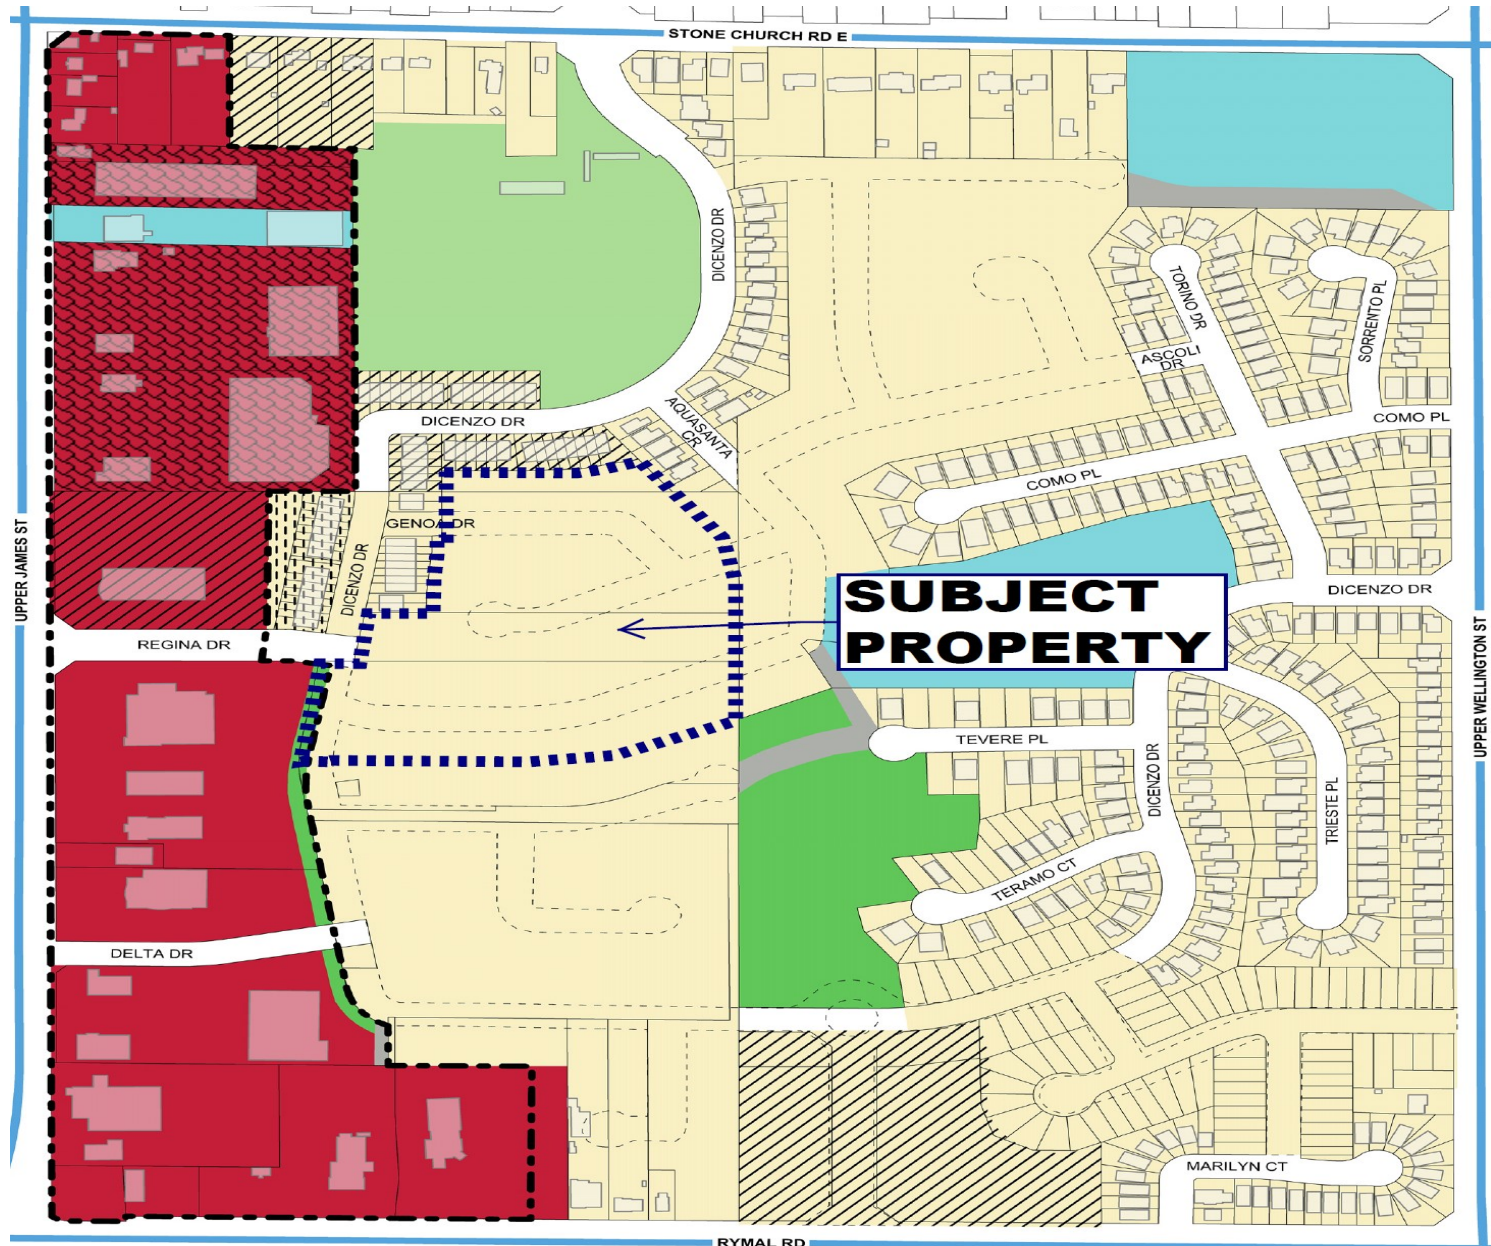 STONE CHURCH RD E
DICENZO DR
TORINO DR
SORRENTO PL
ASCOLI
DR
AQUASANTA
CR
DICENZO DR
COMO PL
COMO PL
GENOA DR
UPPER JAMES ST
DICENZO DR
SUBJECT
PROPERTY
DICENZO DR
REGINA DR
UPPER WELLINGTON ST
TEVERE PL
DICENZO DR
TRIESTE PL
TERAMO CT
DELTA DR
MARILYN CT
RYMAL RD